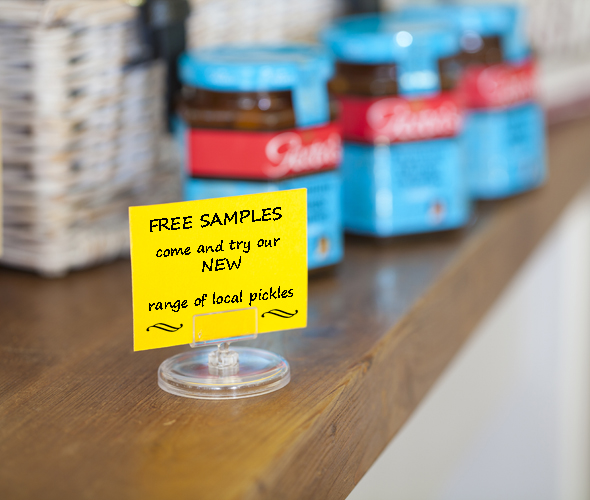 FREE SAMPLES
come and try our
NEW
range of local pickles